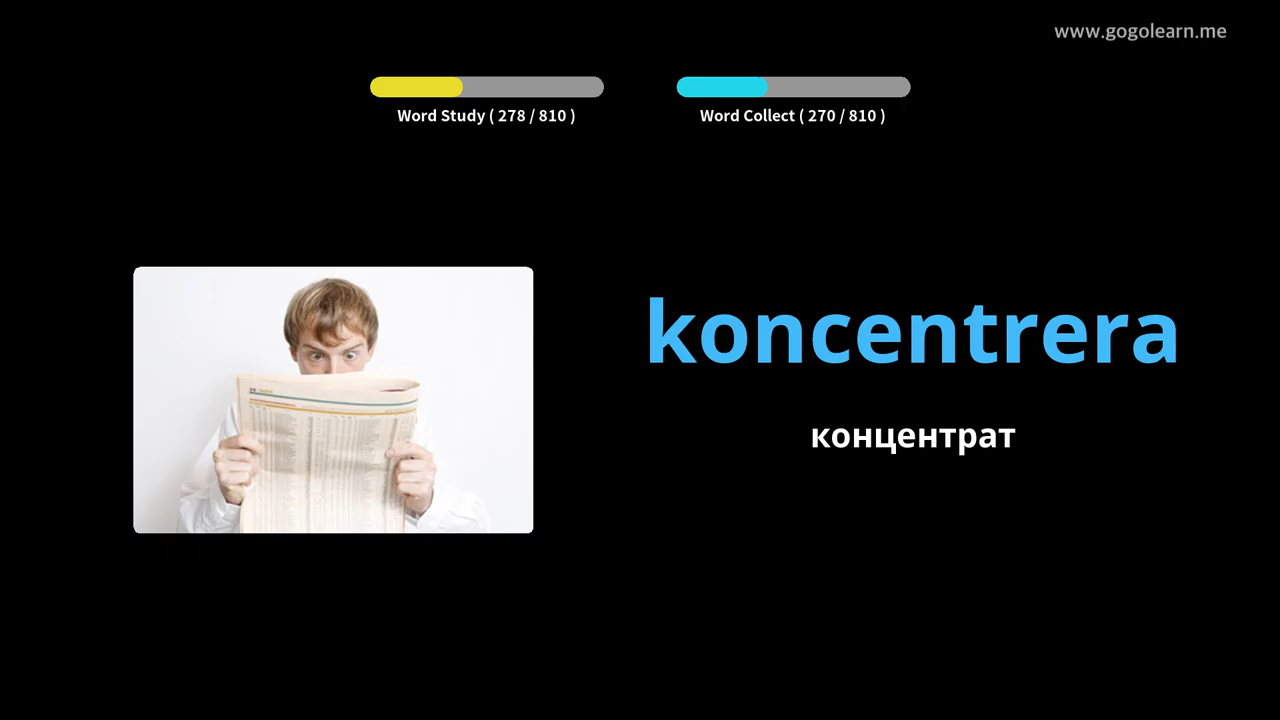 www.gogolearn.me
Word Study ( 278 / 810 )
Word Collect ( 270 / 810 )
koncentrera
концентрат